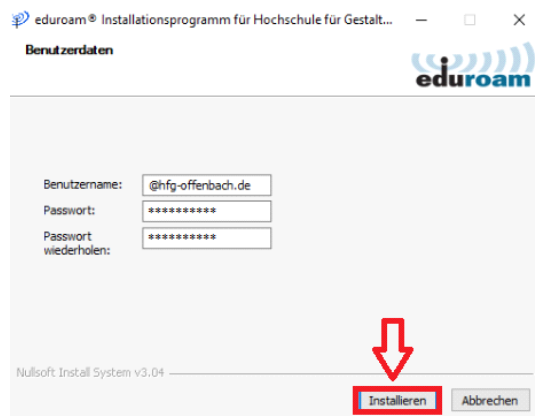 eduroam® Installationsprogramm für Hochschule für Gestalt...
Benutzerdaten
eduroam
Benutzername: @hfg-offenbach.de
Passwort: **********
Passwort
wiederholen: **********
Nullsoft Install System v3.04
Installieren Abbrechen